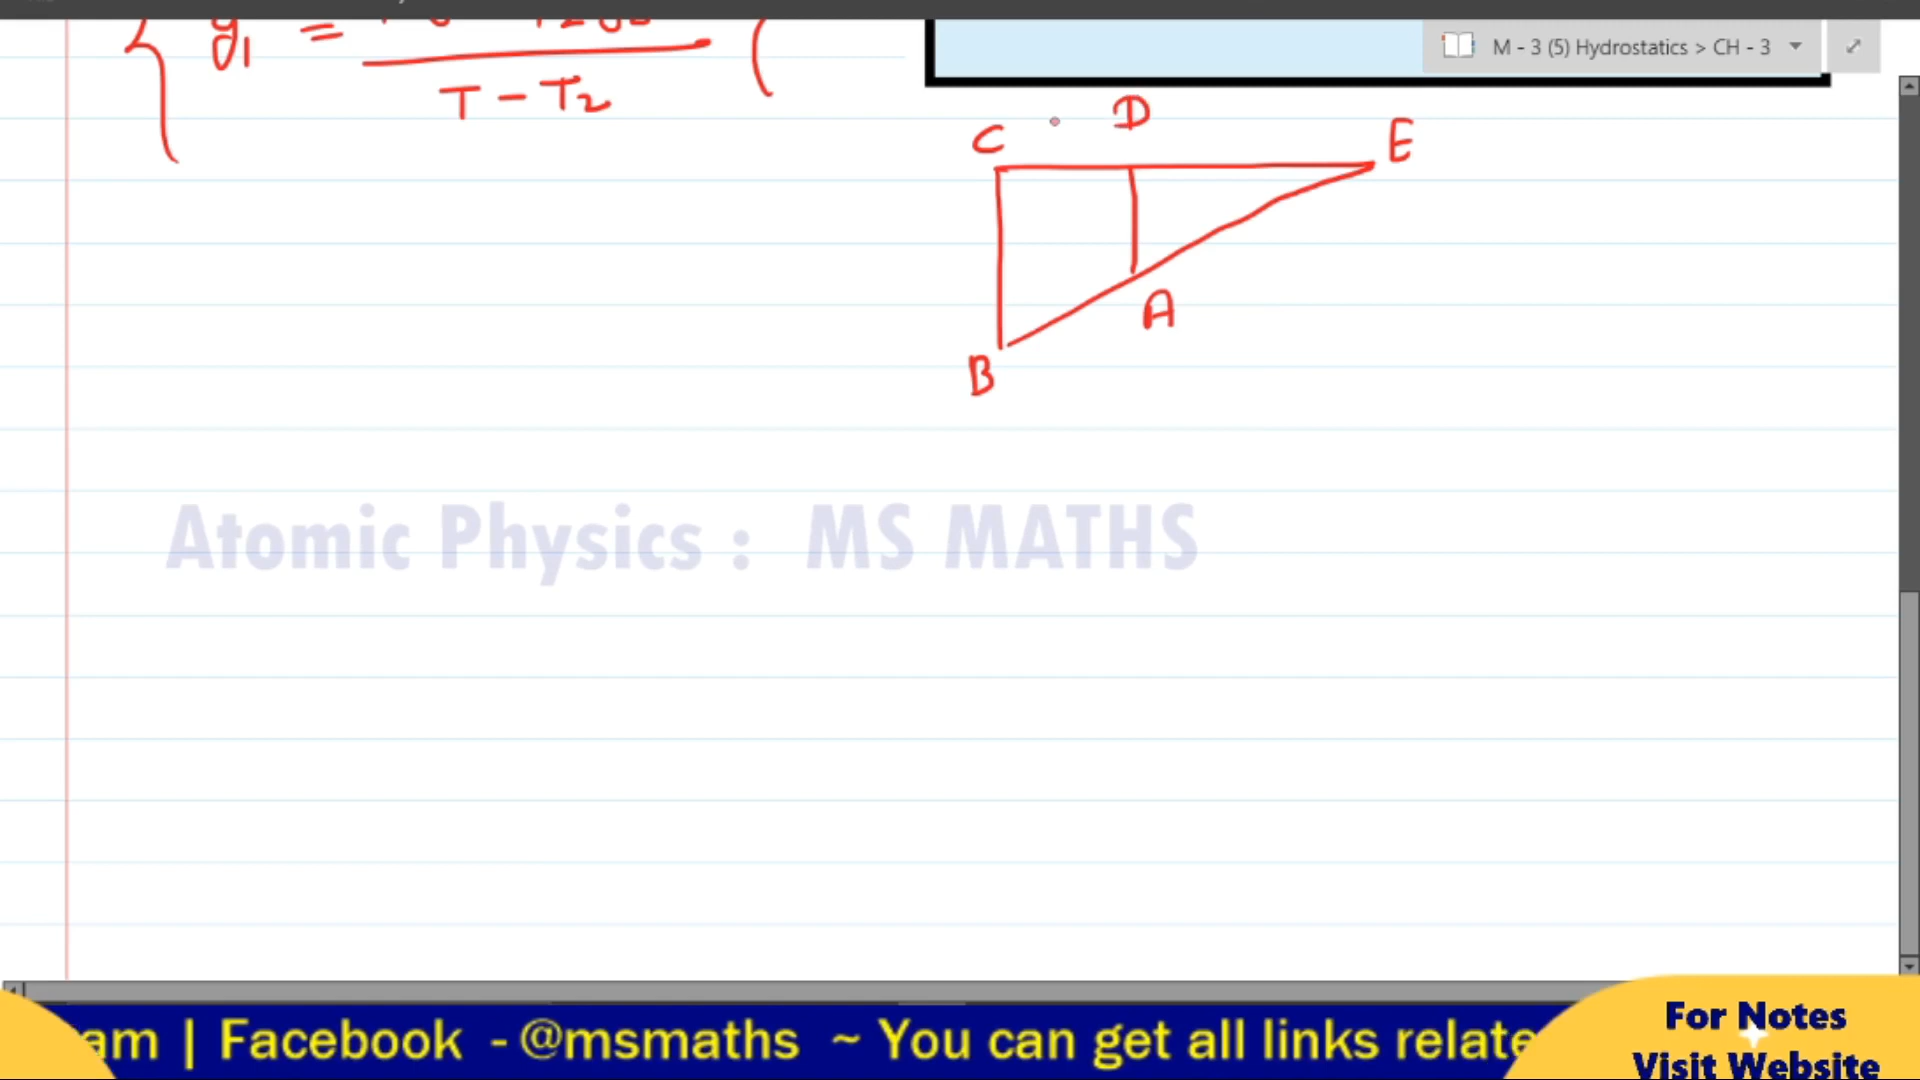 y₁ =
T - T₂
M - 3 (5) Hydrostatics > CH - 3
C D E
A
B
Atomic Physics : MS MATHS
am | Facebook - @msmaths ~ You can get all links relate
For Notes
Visit Website